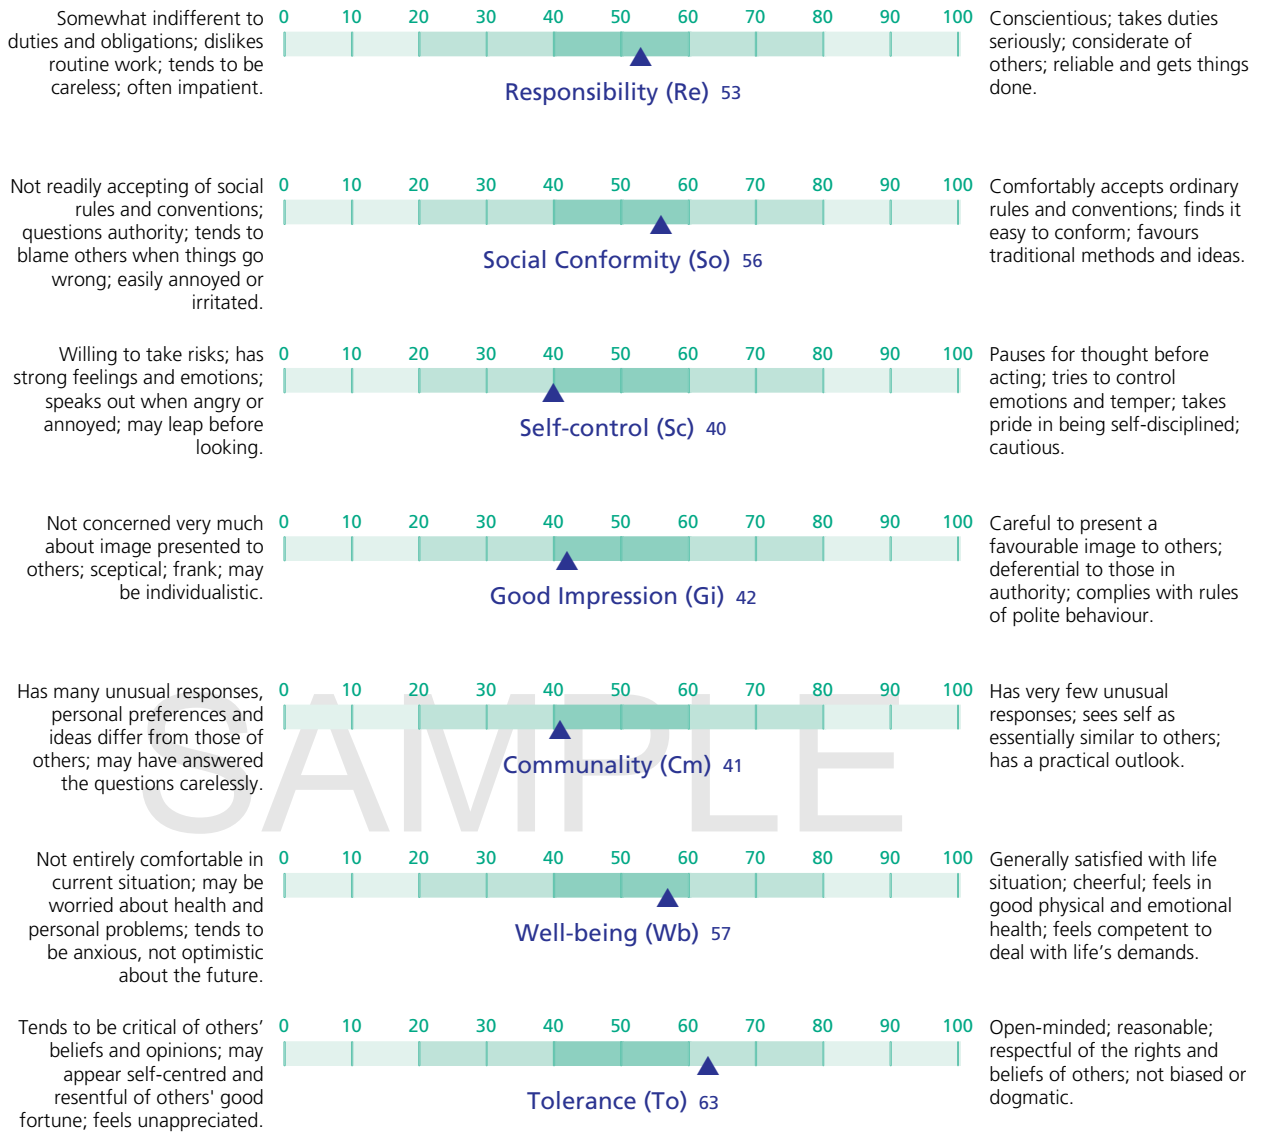 Somewhat indifferent to
duties and obligations; dislikes
routine work; tends to be
careless; often impatient.
0 10 20 30 40 50 60 70 80 90 100
Responsibility (Re) 53
Conscientious; takes duties
seriously; considerate of
others; reliable and gets things
done.
Not readily accepting of social
rules and conventions;
questions authority; tends to
blame others when things go
wrong; easily annoyed or
irritated.
0 10 20 30 40 50 60 70 80 90 100
Social Conformity (So) 56
Comfortably accepts ordinary
rules and conventions; finds it
easy to conform; favours
traditional methods and ideas.
Willing to take risks; has
strong feelings and emotions;
speaks out when angry or
annoyed; may leap before
looking.
0 10 20 30 40 50 60 70 80 90 100
Self-control (Sc) 40
Pauses for thought before
acting; tries to control
emotions and temper; takes
pride in being self-disciplined;
cautious.
Not concerned very much
about image presented to
others; sceptical; frank; may
be individualistic.
0 10 20 30 40 50 60 70 80 90 100
Good Impression (Gi) 42
Careful to present a
favourable image to others;
deferential to those in
authority; complies with rules
of polite behaviour.
Has many unusual responses,
personal preferences and
ideas differ from those of
others; may have answered
the questions carelessly.
0 10 20 30 40 50 60 70 80 90 100
Communality (Cm) 41
Has very few unusual
responses; sees self as
essentially similar to others;
has a practical outlook.
SAMPLE
Not entirely comfortable in
current situation; may be
worried about health and
personal problems; tends to
be anxious, not optimistic
about the future.
0 10 20 30 40 50 60 70 80 90 100
Well-being (Wb) 57
Generally satisfied with life
situation; cheerful; feels in
good physical and emotional
health; feels competent to
deal with life’s demands.
Tends to be critical of others’
beliefs and opinions; may
appear self-centred and
resentful of others' good
fortune; feels unappreciated.
0 10 20 30 40 50 60 70 80 90 100
Tolerance (To) 63
Open-minded; reasonable;
respectful of the rights and
beliefs of others; not biased or
dogmatic.